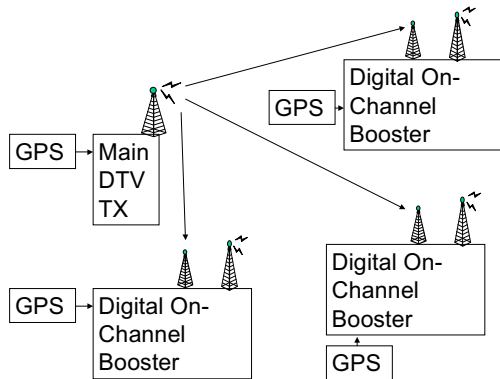 Digital On-
Channel
Booster
GPS
GPS
Main
DTV
TX
Digital On-
Channel
Booster
GPS
Digital On-
Channel
Booster
GPS